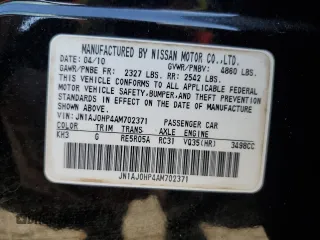 MANUFACTURED BY NISSAN MOTOR CO.,LTD.
DATE: 04/10 GVWR/PNBV: 4860 LBS.
GAWR/PNBE FR: 2327 LBS. RR: 2542 LBS.
THIS VEHICLE CONFORMS TO ALL APPLICABLE FEDERAL
MOTOR VEHICLE SAFETY,BUMPER,AND THEFT PREVENTION
STANDARDS IN EFFECT ON THE DATE OF MANUFACTURE
SHOWN ABOVE.
VIN: JN1AJ0HP4AM702371 PASSENGER CAR
COLOR TRIM TRANS AXLE ENGINE
KH3 G RE5R05A RC31 VQ35(HR) 3498CC
JN1AJ0HP4AM702371